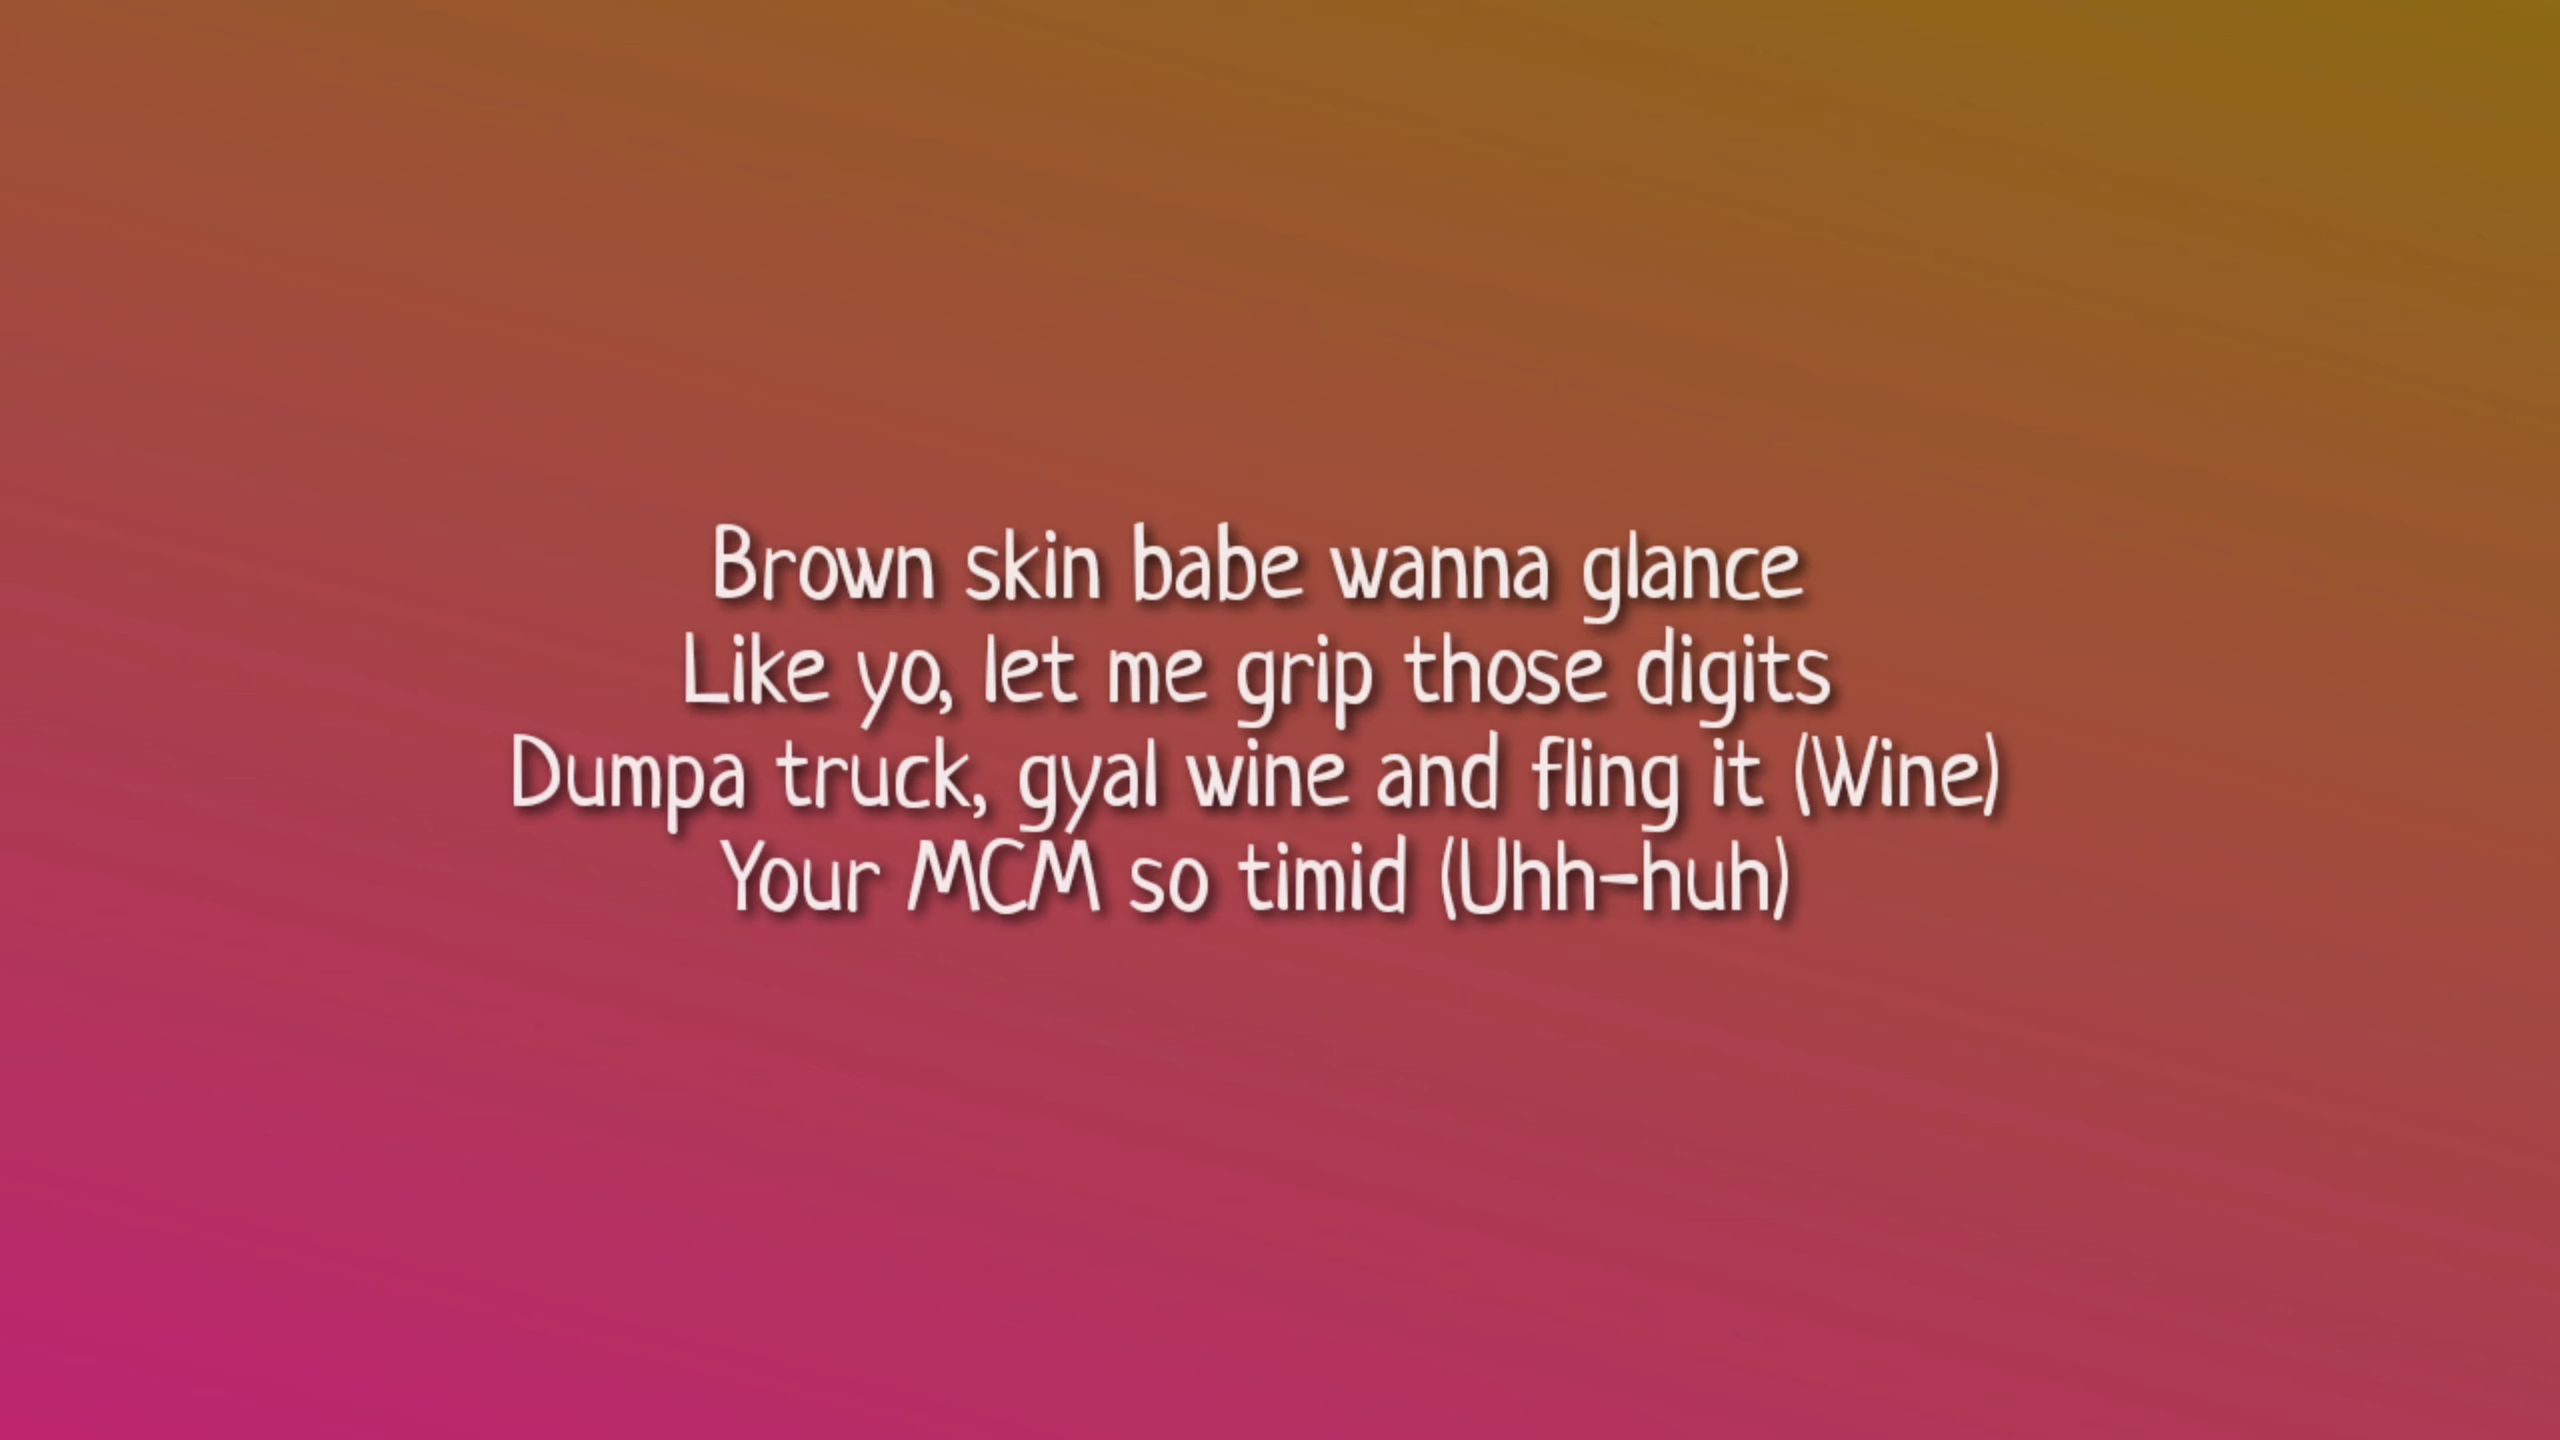 Brown skin babe wanna glance
Like yo, let me grip those digits
Dumpa truck, gyal wine and fling it (Wine)
Your MCM so timid (Uhh-huh)